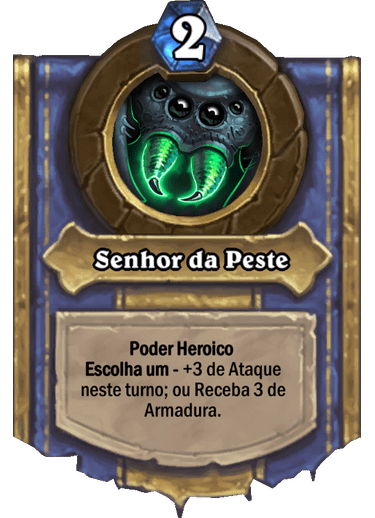 2
Senhor da Peste
Poder Heroico
Escolha um - +3 de Ataque
neste turno; ou Receba 3 de
Armadura.